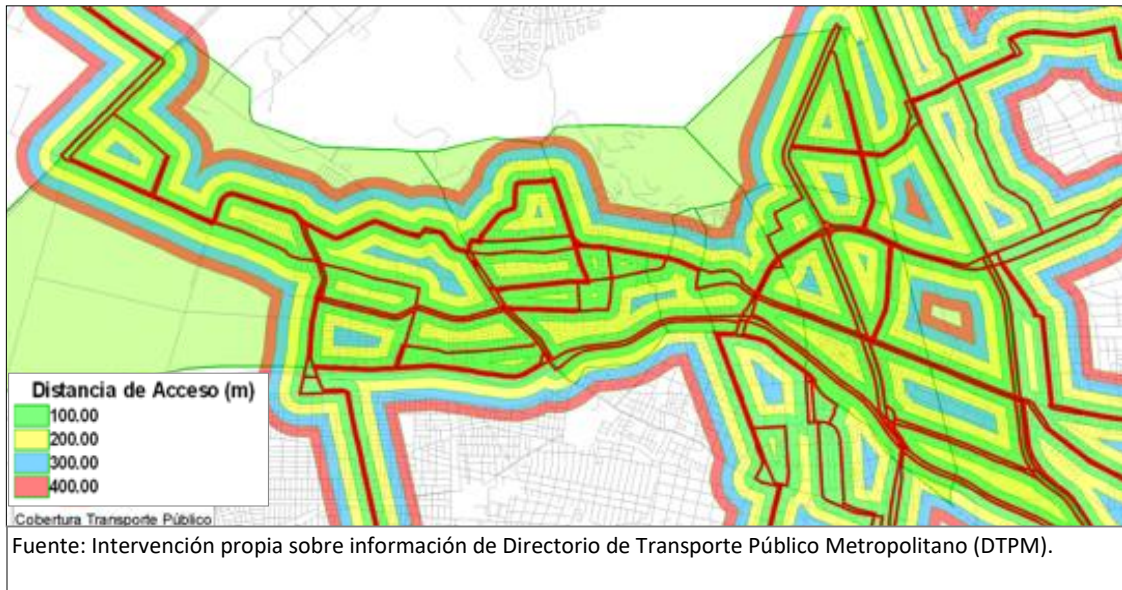 Distancia de Acceso (m)
100.00
200.00
300.00
400.00
Cobertura Transporte Público
Fuente: Intervención propia sobre información de Directorio de Transporte Público Metropolitano (DTPM).